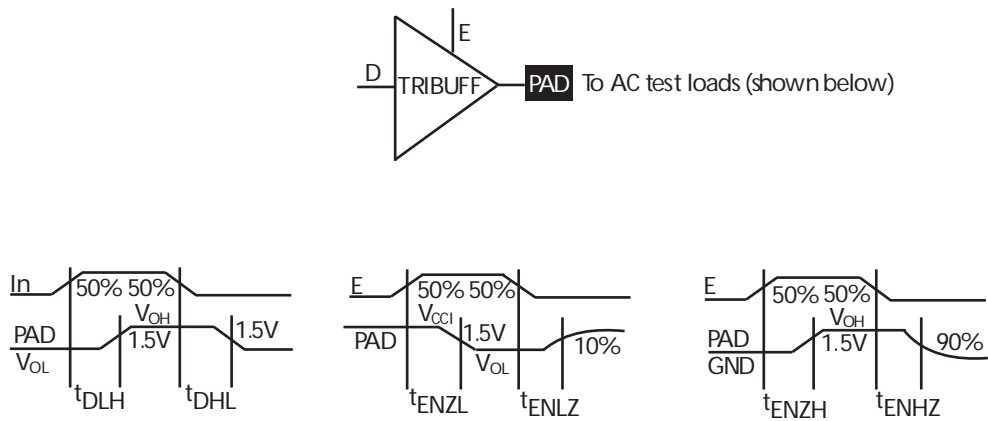 E
D
TRIBUFF
PAD To AC test loads (shown below)
In
50% 50%
PAD
VOL
VOH
1.5V
1.5V
tDLH
tDHL
E
50% 50%
PAD
VCCI
1.5V
VOL
10%
tENZL
tENLZ
E
50% 50%
PAD
GND
VOH
1.5V
90%
tENZH
tENHZ